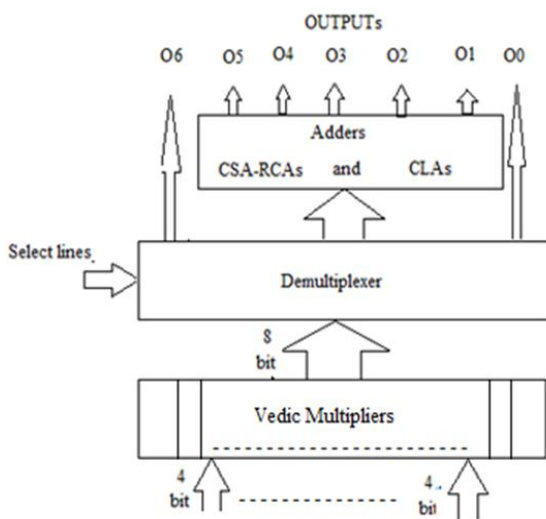 OUTPUTs
O6 O5 O4 O3 O2 O1 O0
Adders
CSA-RCAs and CLAs
Select lines
Demultiplexer
8
bit
Vedic Multipliers
4
bit
4
bit